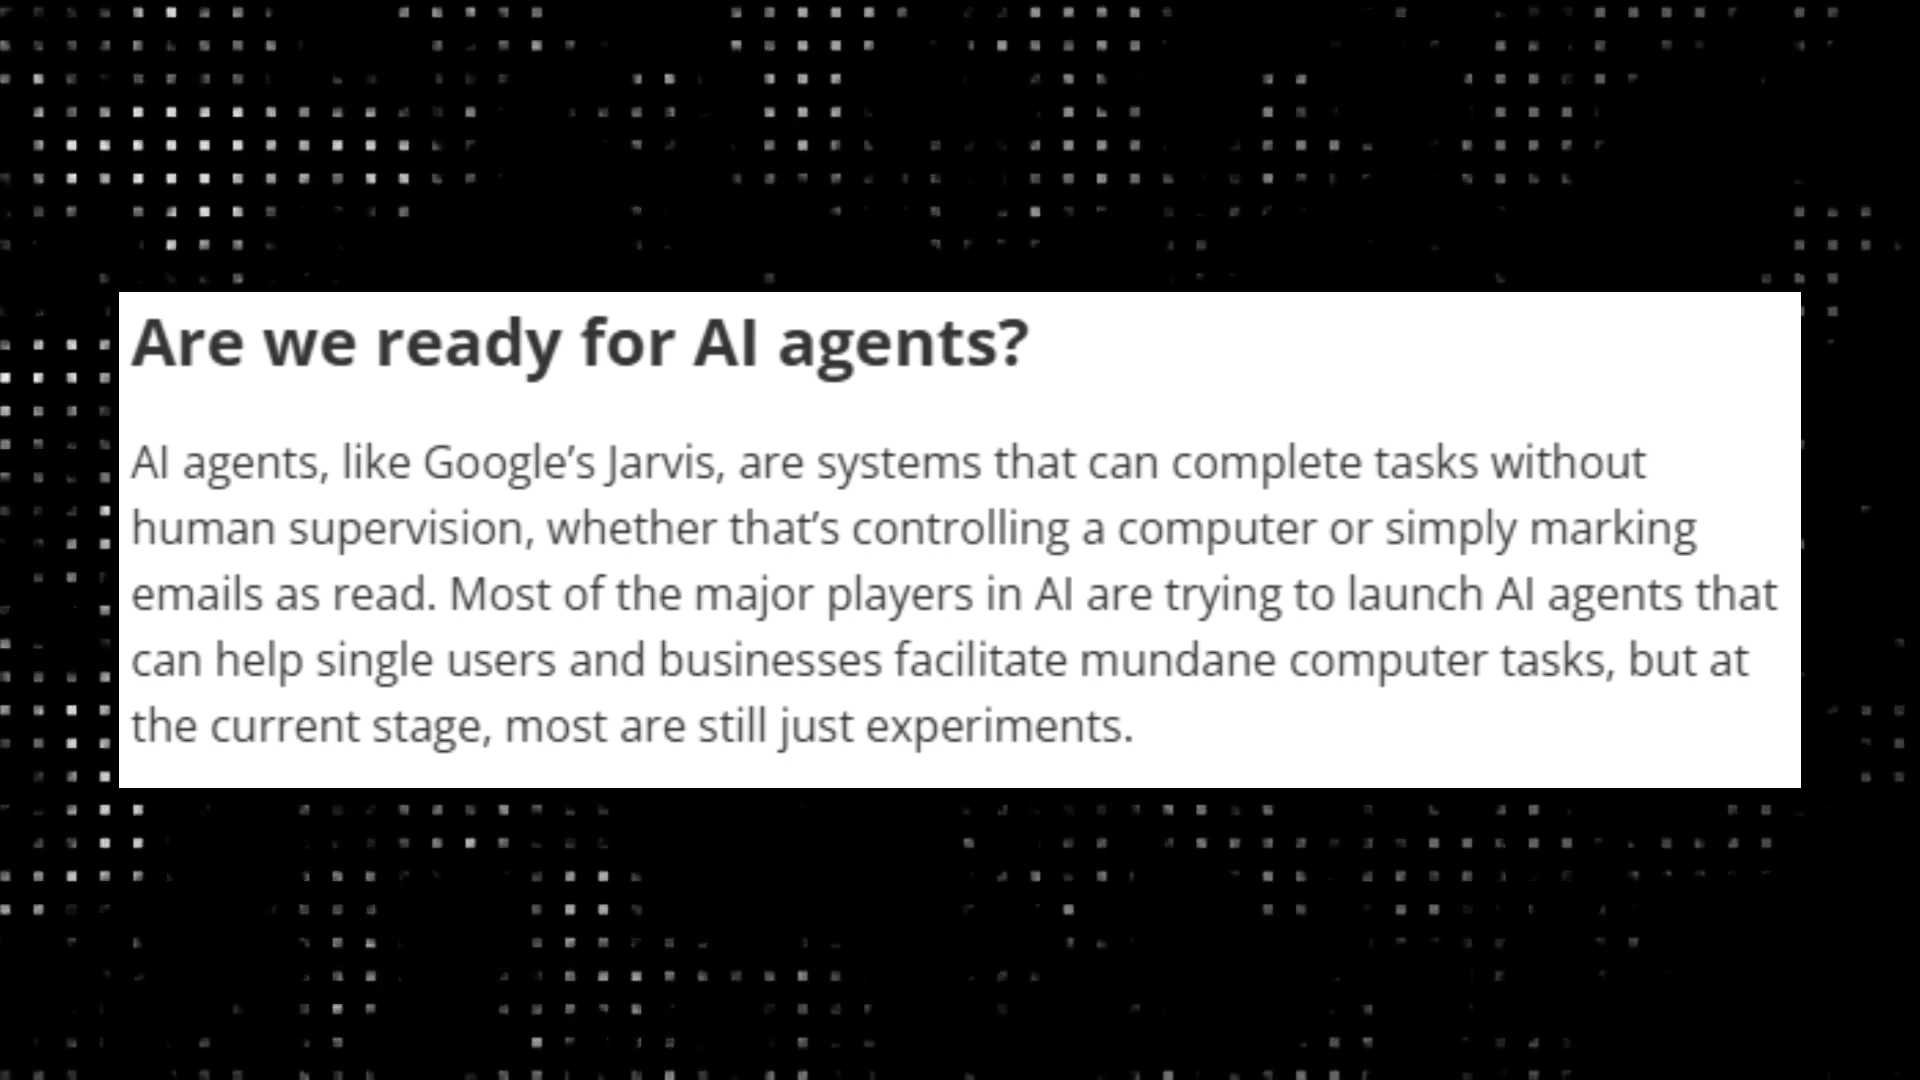 Are we ready for AI agents?
AI agents, like Google’s Jarvis, are systems that can complete tasks without
human supervision, whether that’s controlling a computer or simply marking
emails as read. Most of the major players in AI are trying to launch AI agents that
can help single users and businesses facilitate mundane computer tasks, but at
the current stage, most are still just experiments.